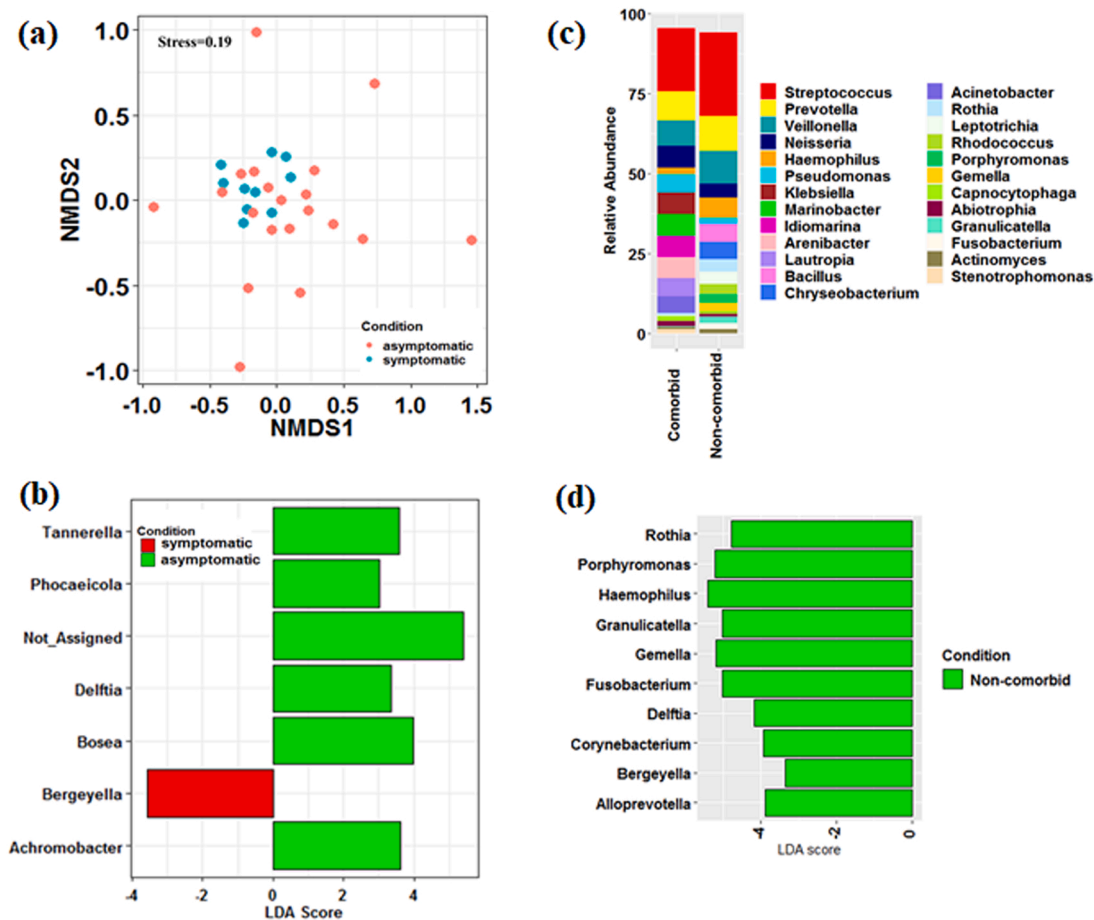 (a)
Stress=0.19
1.0
0.5
0.0
-0.5
-1.0
NMDS2
-1.0 -0.5 0.0 0.5 1.0 1.5
NMDS1
Condition
asymptomatic
symptomatic
(c)
100
75
50
25
0
Relative Abundance
Comorbid
Non-comorbid
Streptococcus
Prevotella
Veillonella
Neisseria
Haemophilus
Pseudomonas
Klebsiella
Marinobacter
Idiomarina
Arenibacter
Lautropia
Bacillus
Chryseobacterium
Acinetobacter
Rothia
Leptotrichia
Rhodococcus
Porphyromonas
Gemella
Capnocytophaga
Abiotrophia
Granulicatella
Fusobacterium
Actinomyces
Stenotrophomonas
(b)
Condition
symptomatic
asymptomatic
Tannerella
Phocaeicola
Not_Assigned
Delftia
Bosea
Bergeyella
Achromobacter
-4 -2 0 2 4
LDA Score
(d)
Rothia
Porphyromonas
Haemophilus
Granulicatella
Gemella
Fusobacterium
Delftia
Corynebacterium
Bergeyella
Alloprevotella
-4 -2 0
LDA score
Condition
Non-comorbid